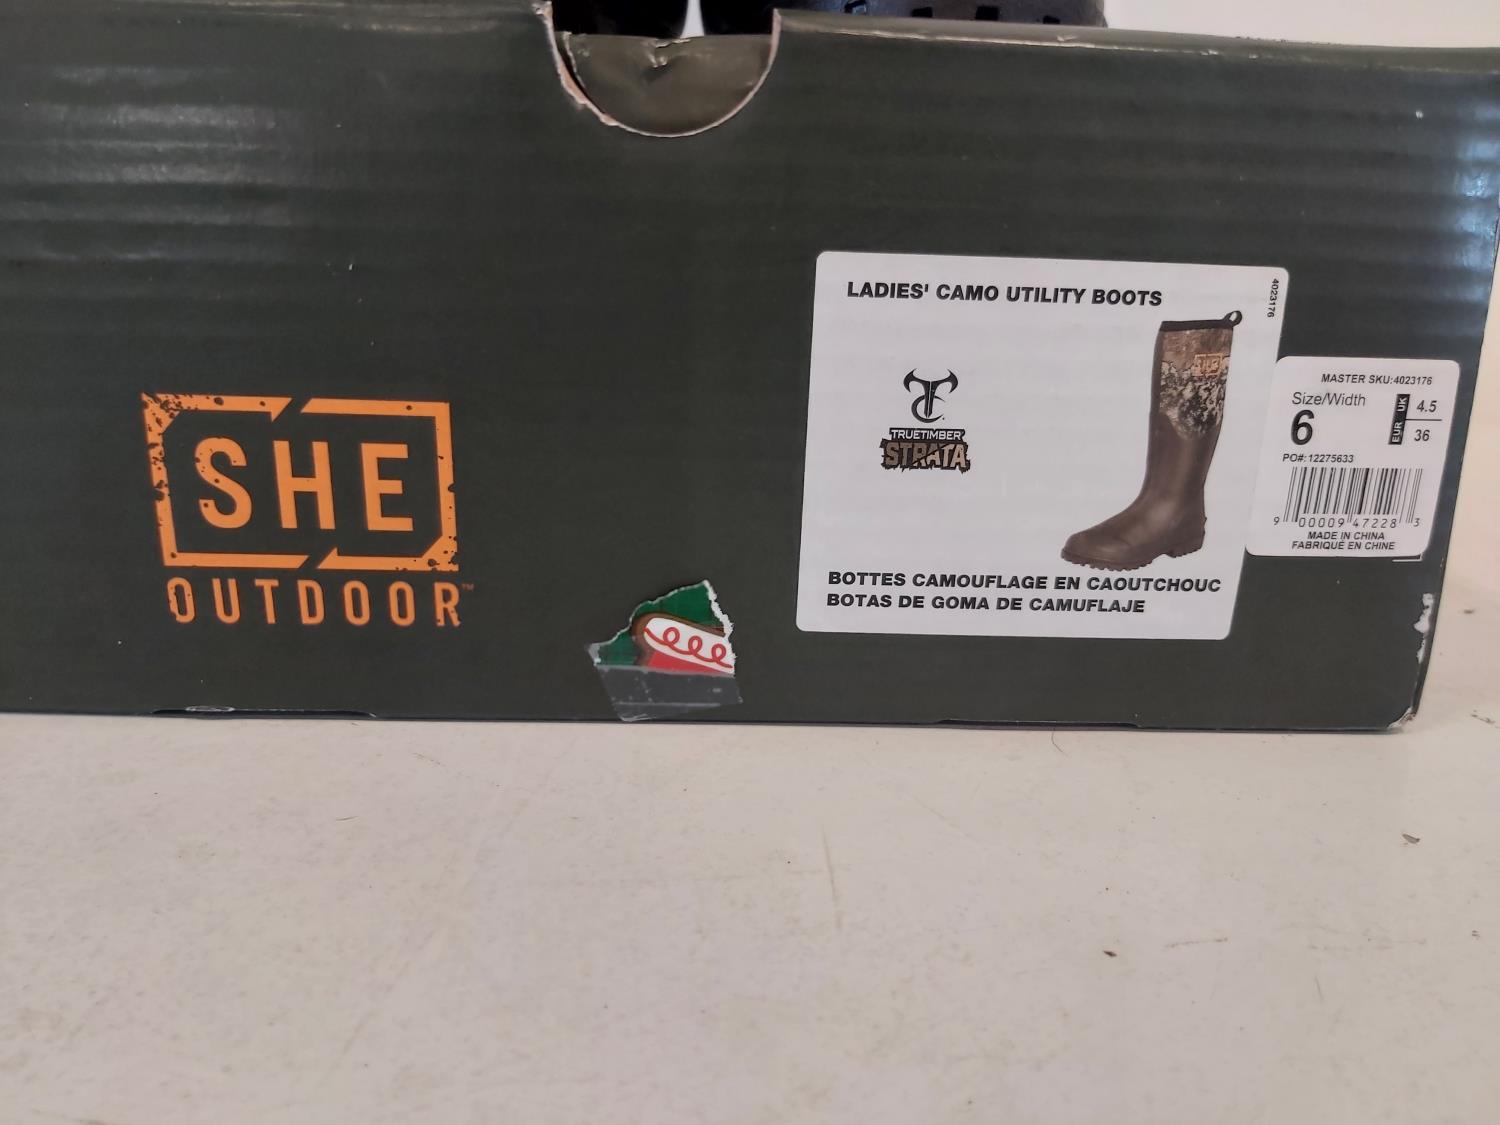 SHE
OUTDOOR™
LADIES' CAMO UTILITY BOOTS
4023176
TRUETIMBER
STRATA
SHE
BOTTES CAMOUFLAGE EN CAOUTCHOUC
BOTAS DE GOMA DE CAMUFLAJE
MASTER SKU:4023176
Size/Width
6
UK 4.5
EUR 36
PO#:12275633
9 00009 47228 3
MADE IN CHINA
FABRIQUÉ EN CHINE